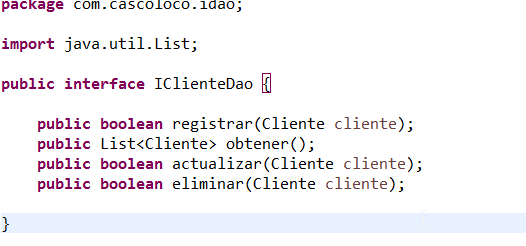 package com.cascoloco.idao;
import java.util.List;
public interface IClienteDao {
public boolean registrar(Cliente cliente);
public List<Cliente> obtener();
public boolean actualizar(Cliente cliente);
public boolean eliminar(Cliente cliente);
}